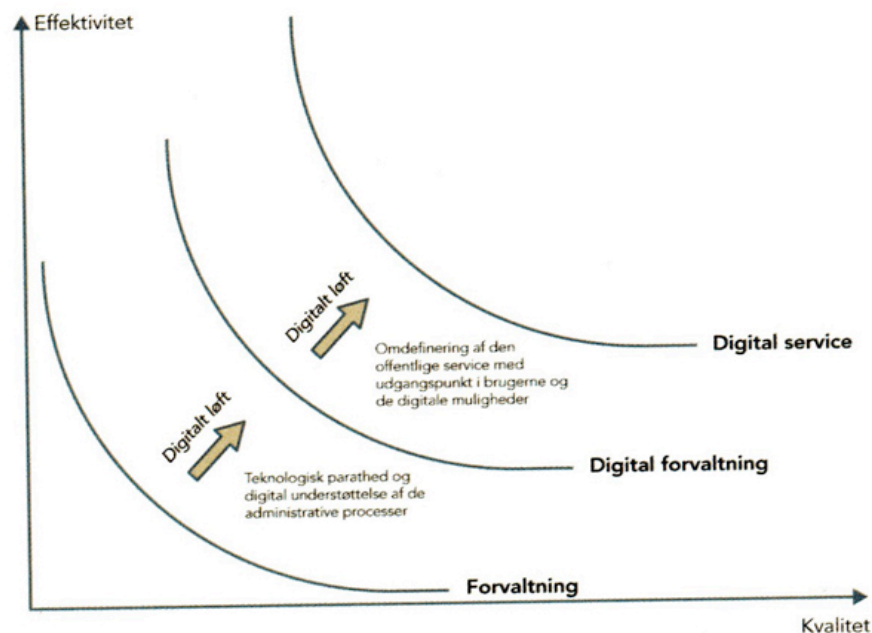 Effektivitet
Digitalt løft
Omdefinering af den
offentlige service med
udgangspunkt i brugerne og
de digitale muligheder
Digital service
Digitalt løft
Teknologisk parathed og
digital understøttelse af de
administrative processer
Digital forvaltning
Forvaltning
Kvalitet